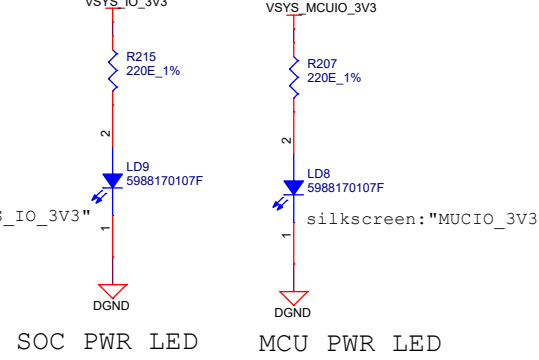 VSYS_IO_3V3
VSYS_MCUIO_3V3
R215
220E_1%
R207
220E_1%
2
2
LD9
5988170107F
LD8
5988170107F
S_IO_3V3"
silkscreen:"MUCIO_3V3
1
1
DGND
DGND
SOC PWR LED
MCU PWR LED